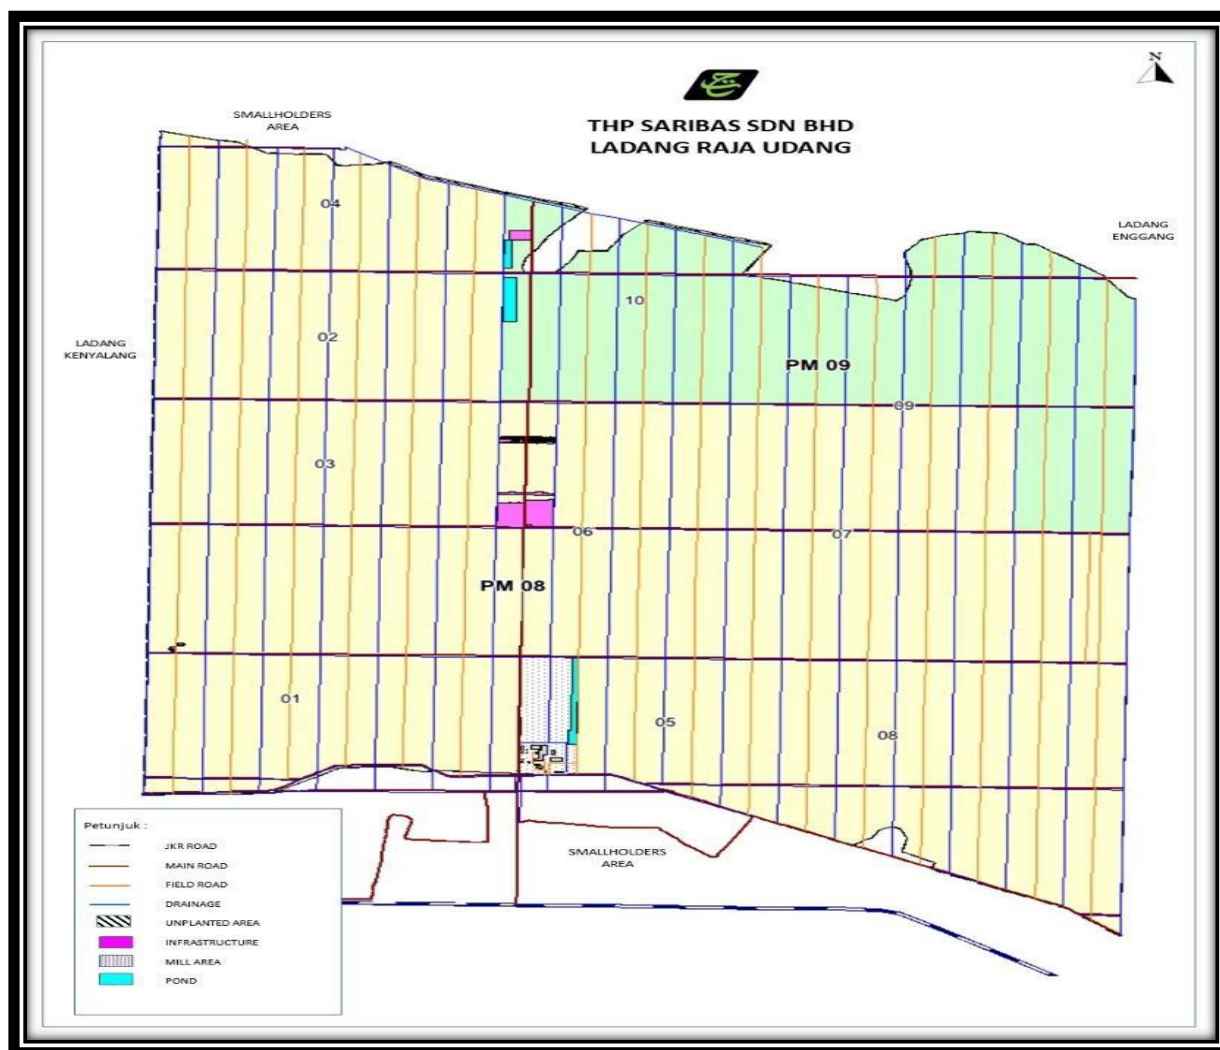 N
THP SARIBAS SDN BHD
LADANG RAJA UDANG
SMALLHOLDERS
AREA
LADANG
ENGGANG
LADANG
KENYALANG
04
10
02
PM 09
09
03
06
07
PM 08
01
05
08
SMALLHOLDERS
AREA
Petunjuk :
JKR ROAD
MAIN ROAD
FIELD ROAD
DRAINAGE
UNPLANTED AREA
INFRASTRUCTURE
MILL AREA
POND